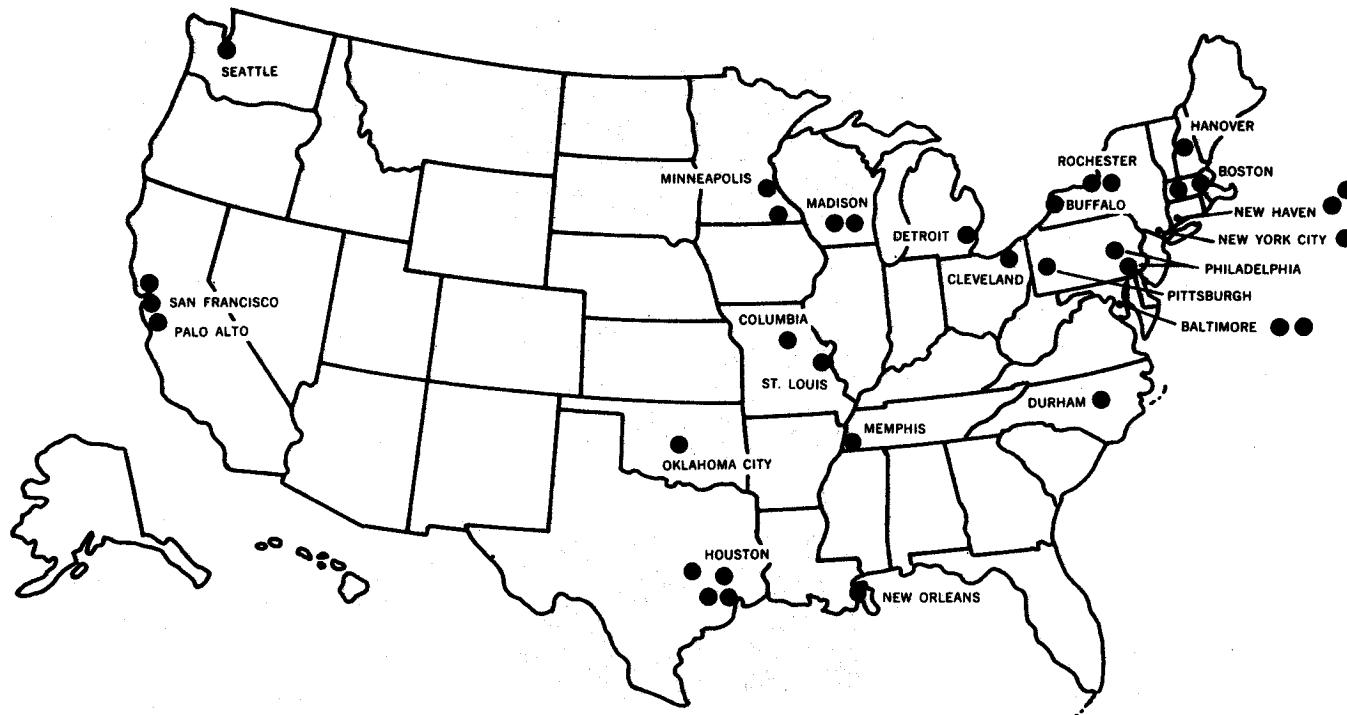 SEATTLE
HANOVER
ROCHESTER
BOSTON
MINNEAPOLIS
MADISON
BUFFALO
NEW HAVEN
DETROIT
NEW YORK CITY
CLEVELAND
PHILADELPHIA
PITTSBURGH
SAN FRANCISCO
COLUMBIA
BALTIMORE
PALO ALTO
ST. LOUIS
DURHAM
MEMPHIS
OKLAHOMA CITY
HOUSTON
NEW ORLEANS